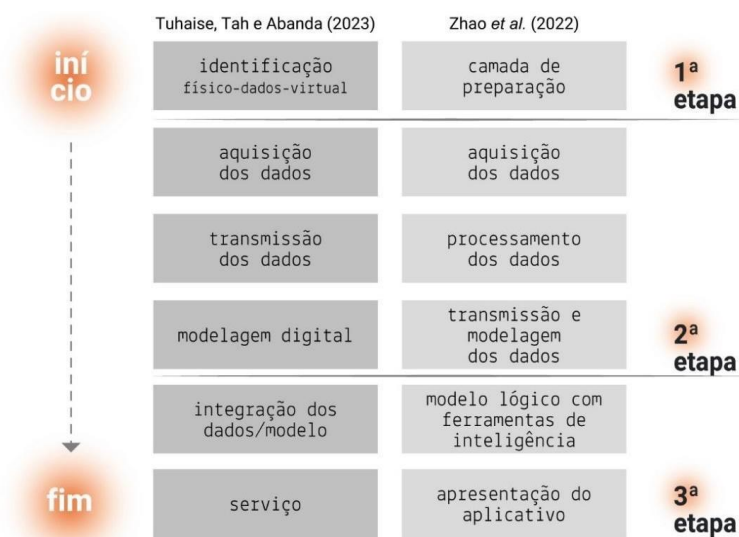 Tuhaise, Tah e Abanda (2023)
Zhao et al. (2022)
iní
cio
identificação
físico-dados-virtual
camada de
preparação
1ª
etapa
aquisição
dos dados
aquisição
dos dados
transmissão
dos dados
processamento
dos dados
modelagem digital
transmissão e
modelagem
dos dados
2ª
etapa
integração dos
dados/modelo
modelo lógico com
ferramentas de
inteligência
fim
serviço
apresentação do
aplicativo
3ª
etapa